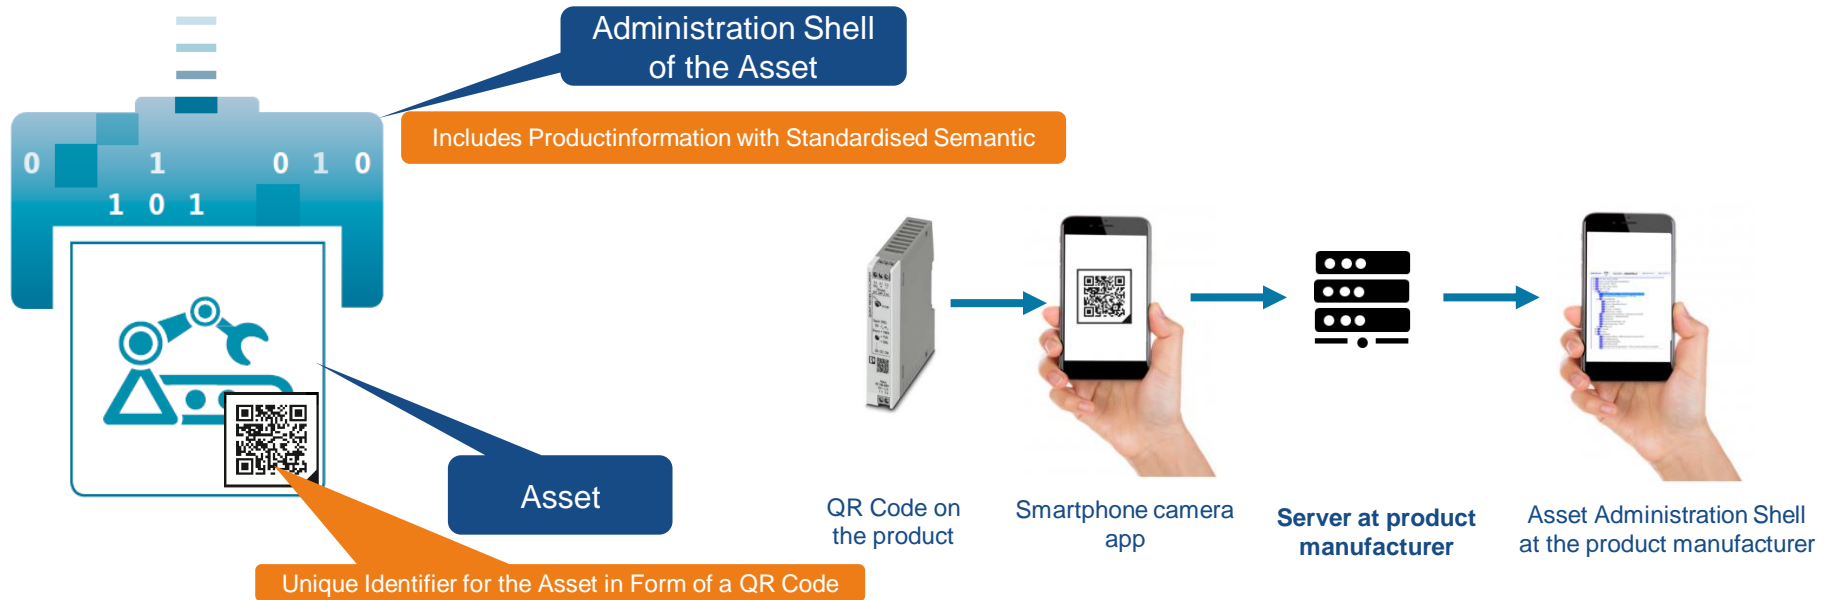 Administration Shell
of the Asset
Includes Productinformation with Standardised Semantic
0 1 0 1 0
1 0 1
Asset
Unique Identifier for the Asset in Form of a QR Code
QR Code on
the product
Smartphone camera
app
Server at product
manufacturer
Asset Administration Shell
at the product manufacturer